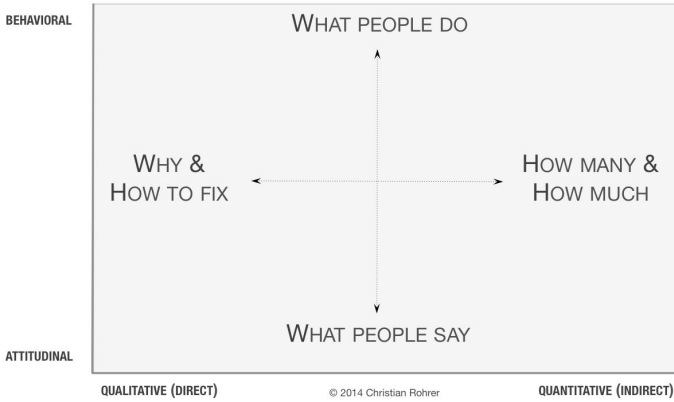 BEHAVIORAL
WHAT PEOPLE DO
WHY &
HOW TO FIX
HOW MANY &
HOW MUCH
WHAT PEOPLE SAY
ATTITUDINAL
QUALITATIVE (DIRECT)
© 2014 Christian Rohrer
QUANTITATIVE (INDIRECT)